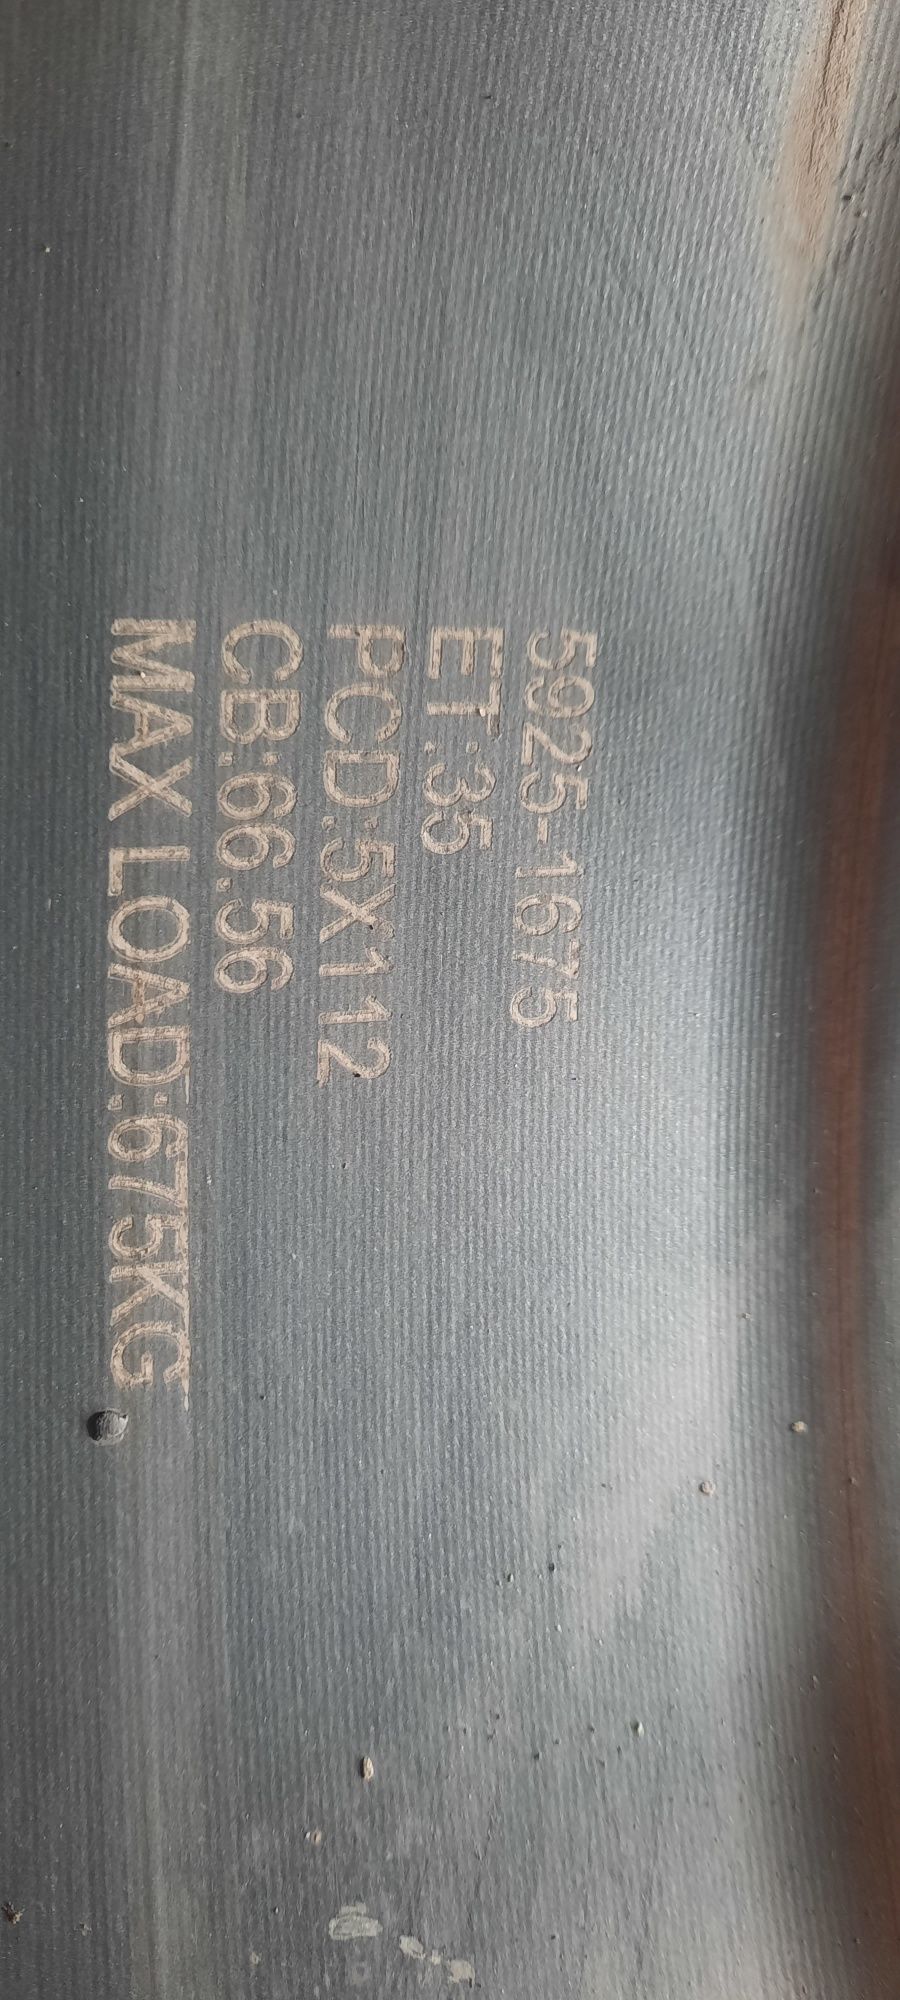 5925-1675
ET:35
PCD:5X112
CB:66.56
MAX LOAD:675KG